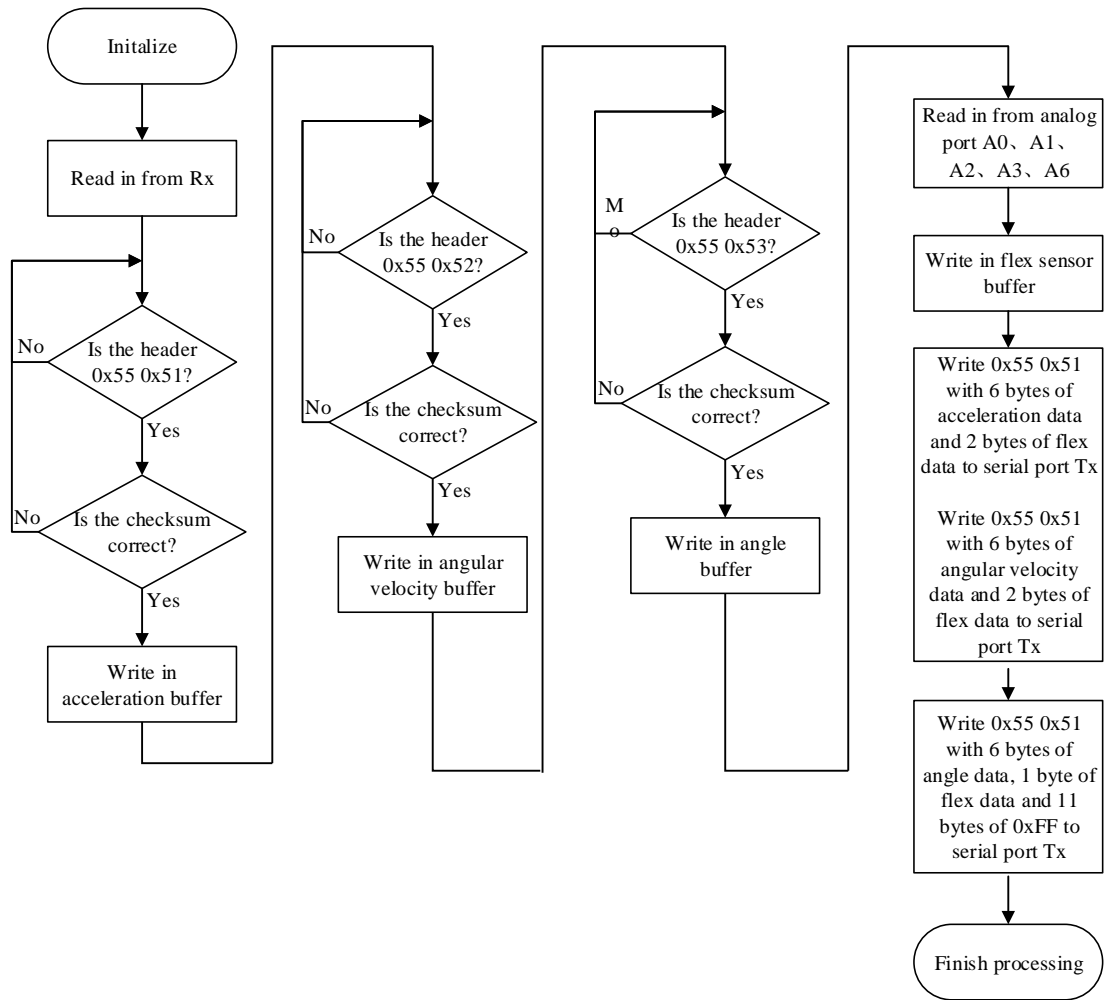 Initalize
Read in from Rx
No
Is the header
0x55 0x51?
Yes
No
Is the checksum
correct?
Yes
Write in
acceleration buffer
No
Is the header
0x55 0x52?
Yes
No
Is the checksum
correct?
Yes
Write in angular
velocity buffer
M
o
Is the header
0x55 0x53?
Yes
No
Is the checksum
correct?
Yes
Write in angle
buffer
Read in from analog
port A0、A1、
A2、A3、A6
Write in flex sensor
buffer
Write 0x55 0x51
with 6 bytes of
acceleration data
and 2 bytes of flex
data to serial port Tx
Write 0x55 0x51
with 6 bytes of
angular velocity
data and 2 bytes of
flex data to serial
port Tx
Write 0x55 0x51
with 6 bytes of
angle data, 1 byte of
flex data and 11
bytes of 0xFF to
serial port Tx
Finish processing